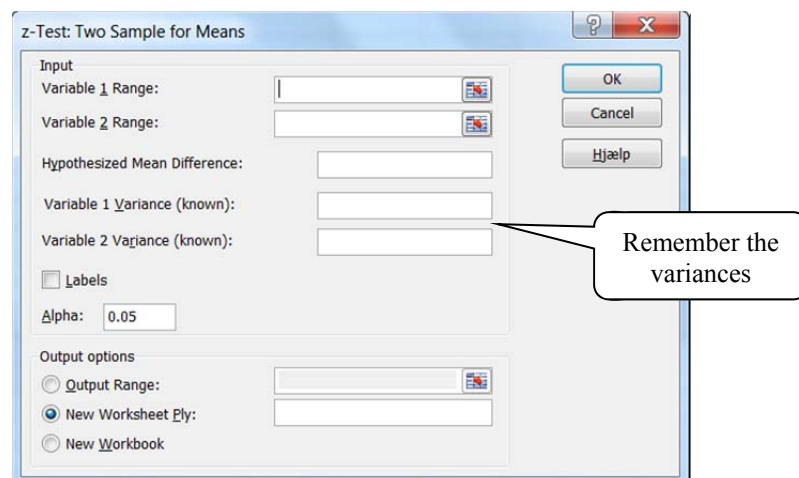 z-Test: Two Sample for Means
Input
Variable 1 Range:
Variable 2 Range:
Hypothesized Mean Difference:
Variable 1 Variance (known):
Variable 2 Variance (known):
Labels
Alpha: 0.05
Output options
Output Range:
New Worksheet Ply:
New Workbook
?
X
OK
Cancel
Hjælp
Remember the
variances